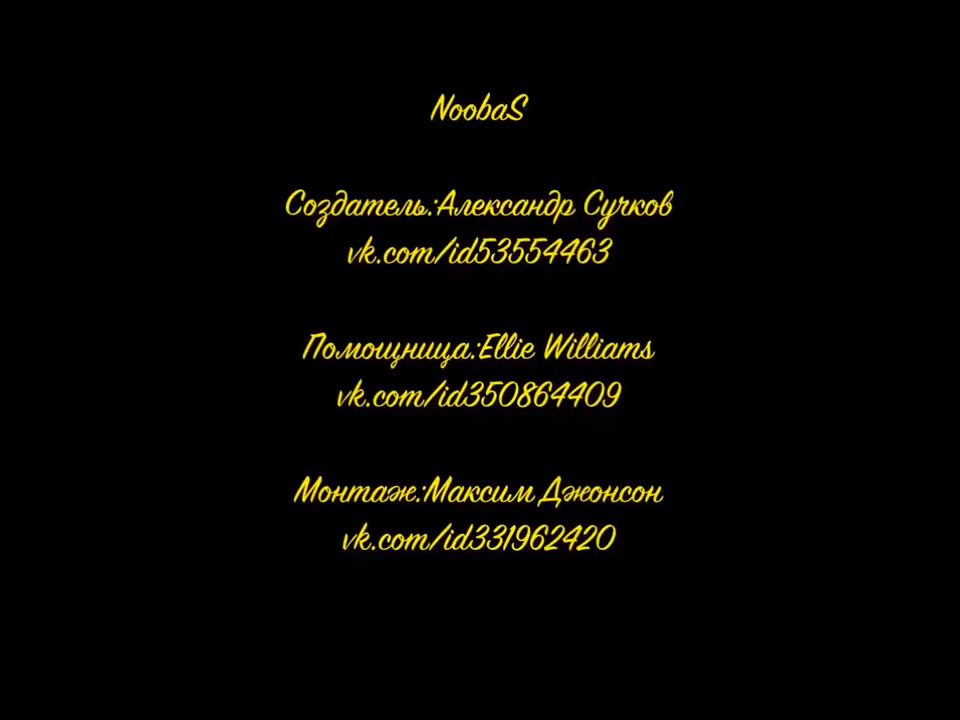 NoobaS
Создатель:Александр Сучков
vk.com/id53554463
Помощница:Ellie Williams
vk.com/id350864409
Монтаж:Максим Джонсон
vk.com/id331962420